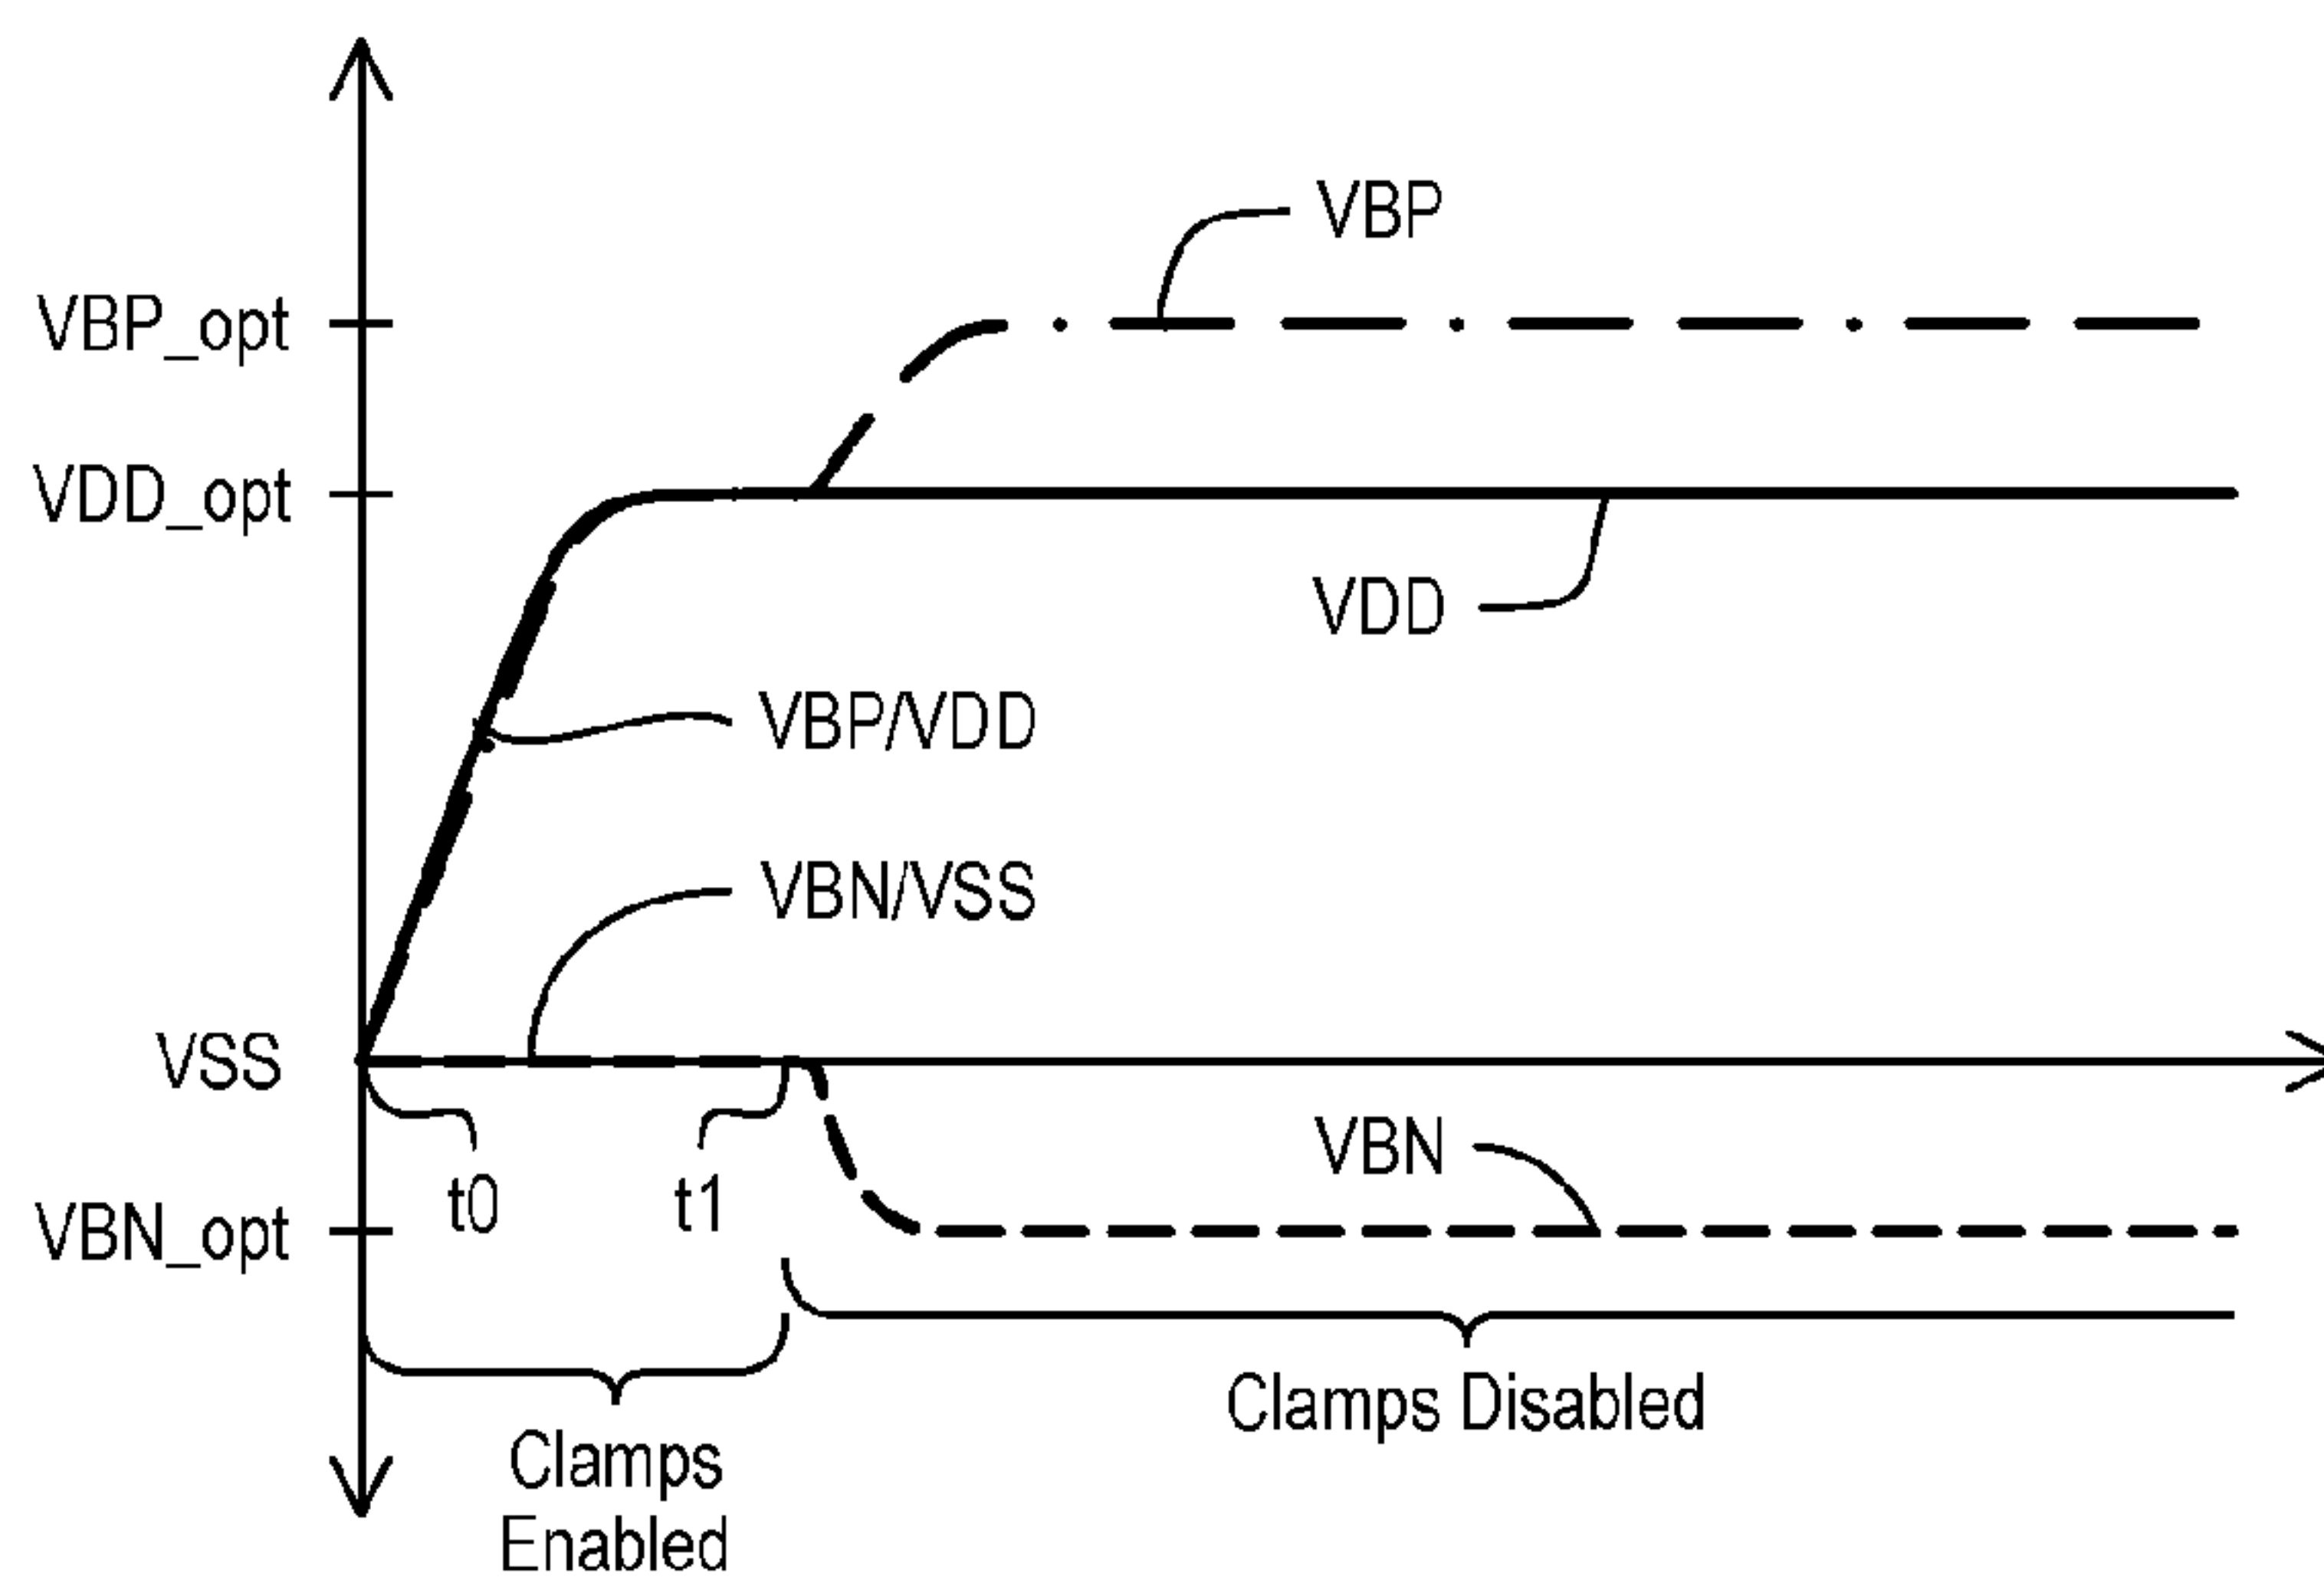 VBP
VBP_opt
VDD_opt
VDD
VBP/VDD
VBN/VSS
VSS
VBN
t0
t1
VBN_opt
Clamps Disabled
Clamps
Enabled